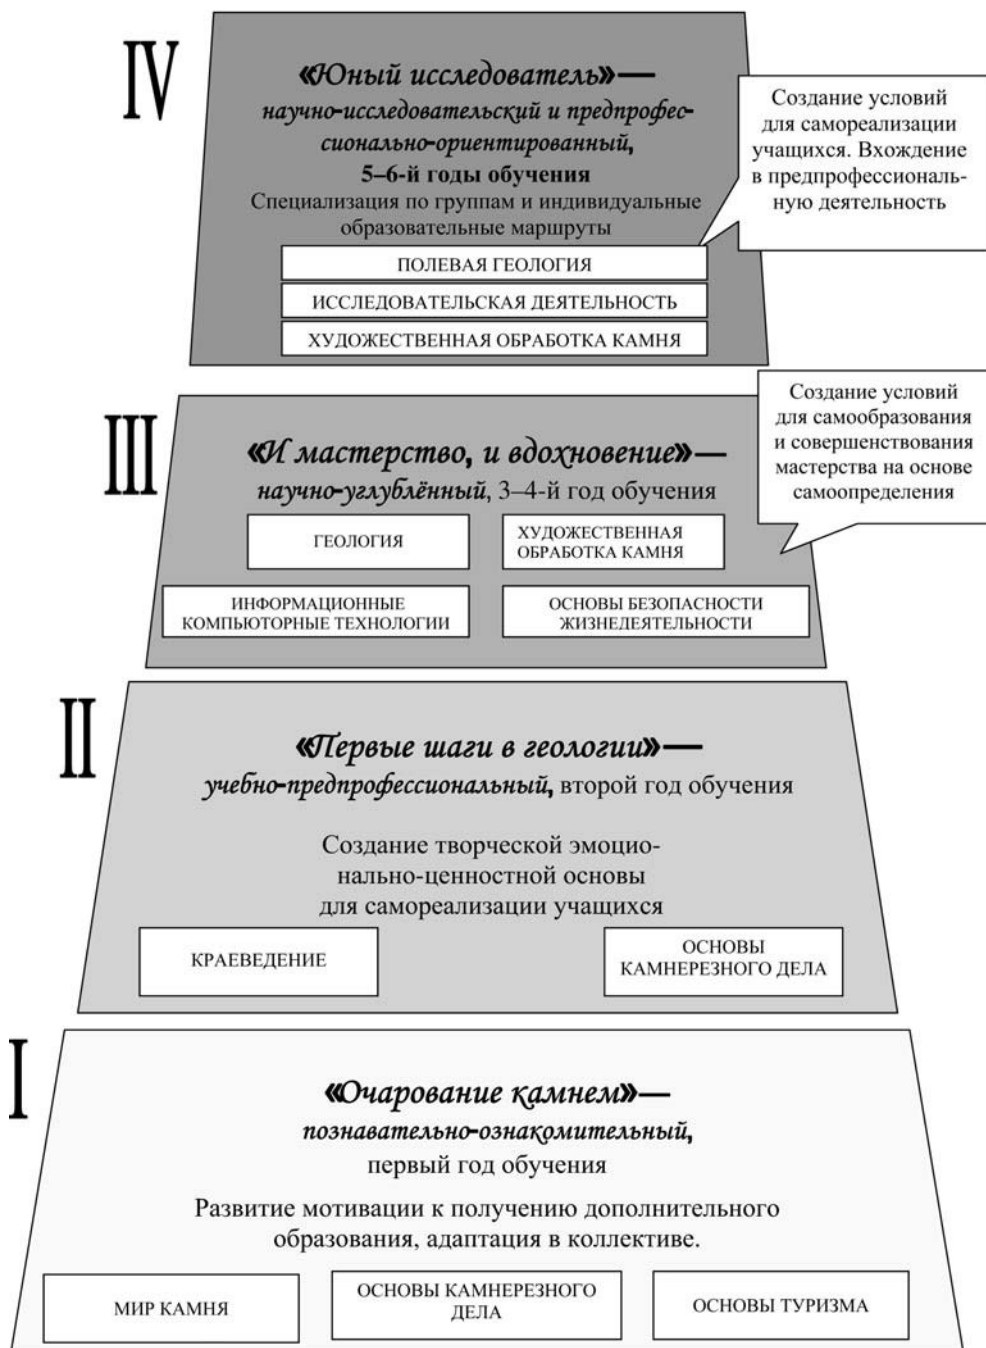 IV
«Юный исследователь»—
научно-исследовательский и предпрофес-
сионально-ориентированный,
5–6-й годы обучения
Специализация по группам и индивидуальные
образовательные маршруты
ПОЛЕВАЯ ГЕОЛОГИЯ
ИССЛЕДОВАТЕЛЬСКАЯ ДЕЯТЕЛЬНОСТЬ
ХУДОЖЕСТВЕННАЯ ОБРАБОТКА КАМНЯ
Создание условий
для самореализации
учащихся. Вхождение
в предпрофессиональ-
ную деятельность
III
«И мастерство, и вдохновение»—
научно-углублённый, 3–4-й год обучения
ГЕОЛОГИЯ
ХУДОЖЕСТВЕННАЯ
ОБРАБОТКА КАМНЯ
ИНФОРМАЦИОННЫЕ
КОМПЬЮТОРНЫЕ ТЕХНОЛОГИИ
ОСНОВЫ БЕЗОПАСНОСТИ
ЖИЗНЕДЕЯТЕЛЬНОСТИ
Создание условий
для самообразования
и совершенствования
мастерства на основе
самоопределения
II
«Первые шаги в геологии»—
учебно-предпрофессиональный, второй год обучения
Создание творческой эмоцио-
нально-ценностной основы
для самореализации учащихся
КРАЕВЕДЕНИЕ
ОСНОВЫ
КАМНЕРЕЗНОГО ДЕЛА
I
«Очарование камнем»—
познавательно-ознакомительный,
первый год обучения
Развитие мотивации к получению дополнительного
образования, адаптация в коллективе.
МИР КАМНЯ
ОСНОВЫ КАМНЕРЕЗНОГО
ДЕЛА
ОСНОВЫ ТУРИЗМА